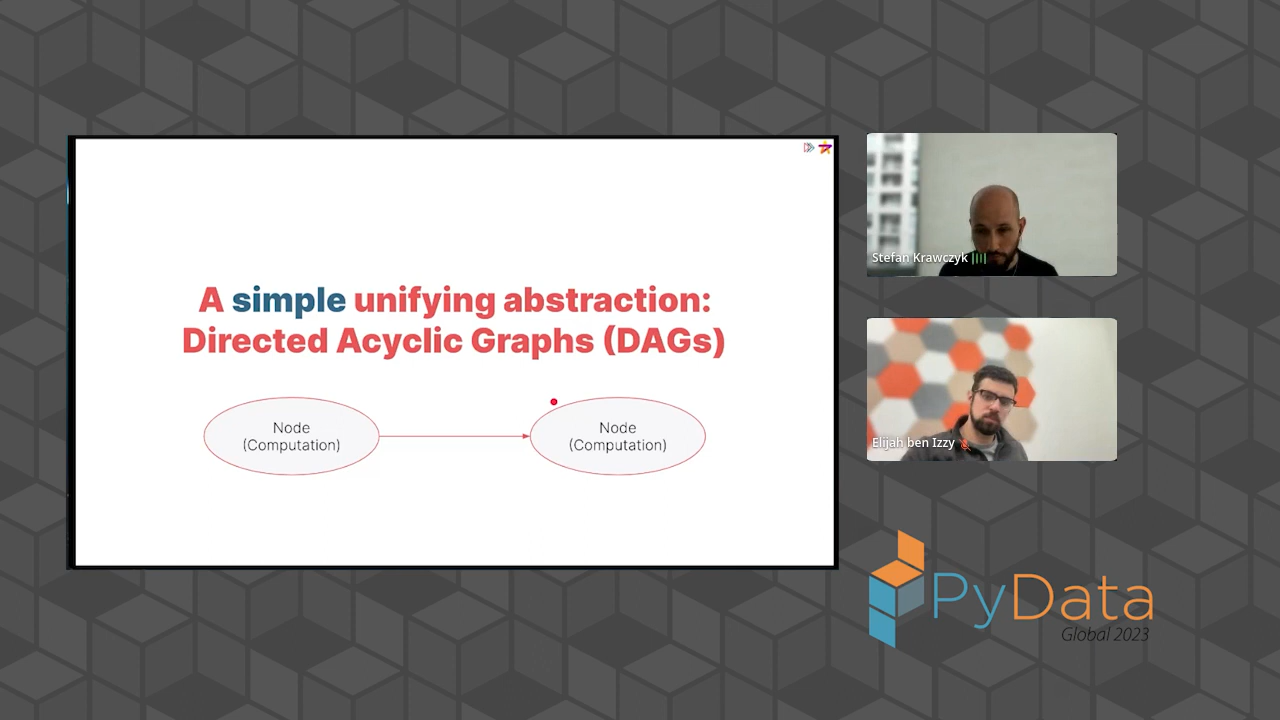 A simple unifying abstraction:
Directed Acyclic Graphs (DAGs)
Node
(Computation)
Node
(Computation)
Stefan Krawczyk
Elijah ben Izzy
PyData
Global 2023